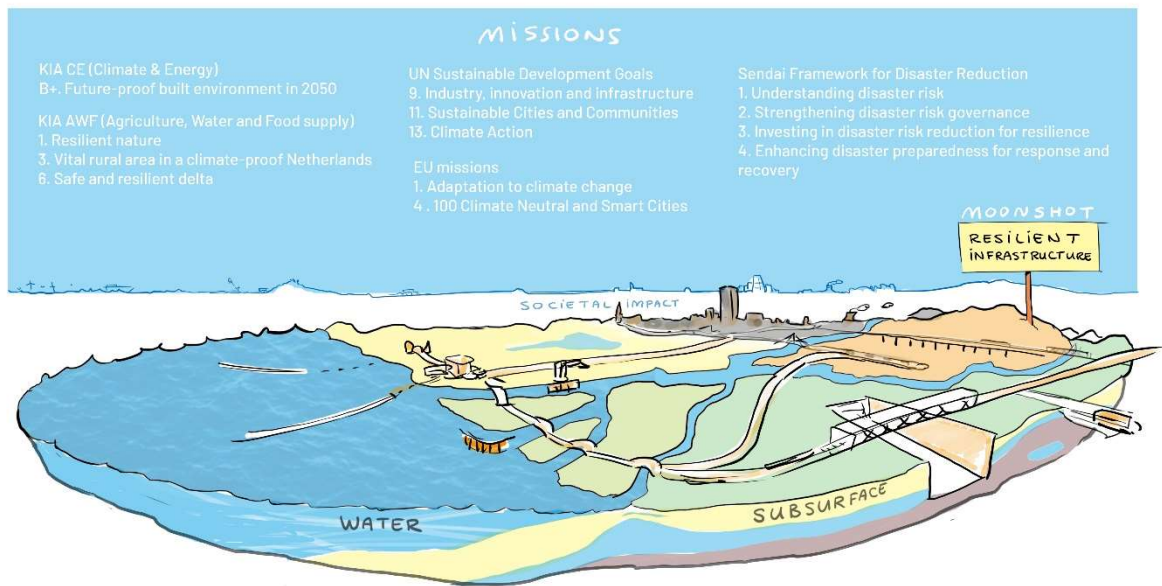 MISSIONS
KIA CE (Climate & Energy)
B+. Future-proof built environment in 2050
KIA AWF (Agriculture, Water and Food supply)
1. Resilient nature
3. Vital rural area in a climate-proof Netherlands
6. Safe and resilient delta
UN Sustainable Development Goals
9. Industry, innovation and infrastructure
11. Sustainable Cities and Communities
13. Climate Action
EU missions
1. Adaptation to climate change
4 . 100 Climate Neutral and Smart Cities
Sendai Framework for Disaster Reduction
1. Understanding disaster risk
2. Strengthening disaster risk governance
3. Investing in disaster risk reduction for resilience
4. Enhancing disaster preparedness for response and
recovery
MOONSHOT
RESILIENT
INFRASTRUCTURE
SOCIETAL IMPACT
WATER
SUBSURFACE